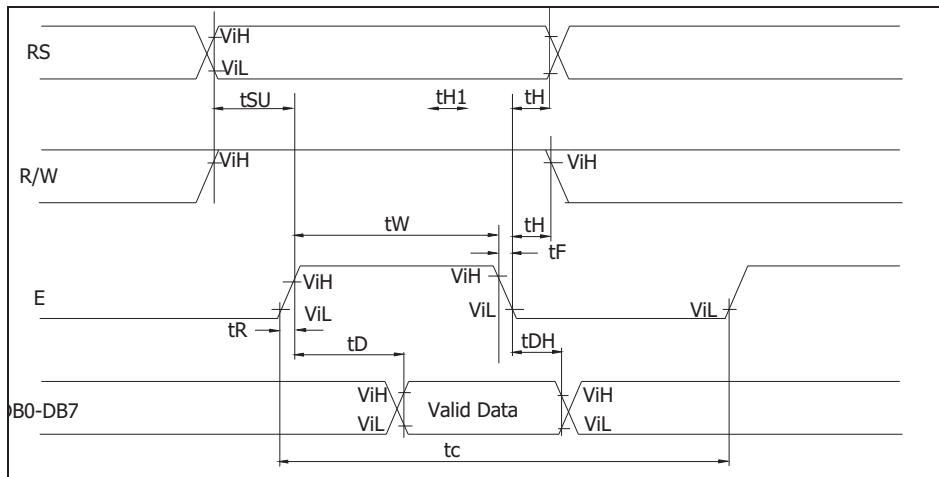 RS
ViH
ViL
tSU
tH1
tH
R/W
ViH
ViH
tW
tH
tF
E
ViH
ViH
ViL
ViL
ViL
tR
tD
tDH
DB0-DB7
ViH
ViL
Valid Data
ViH
ViL
tc